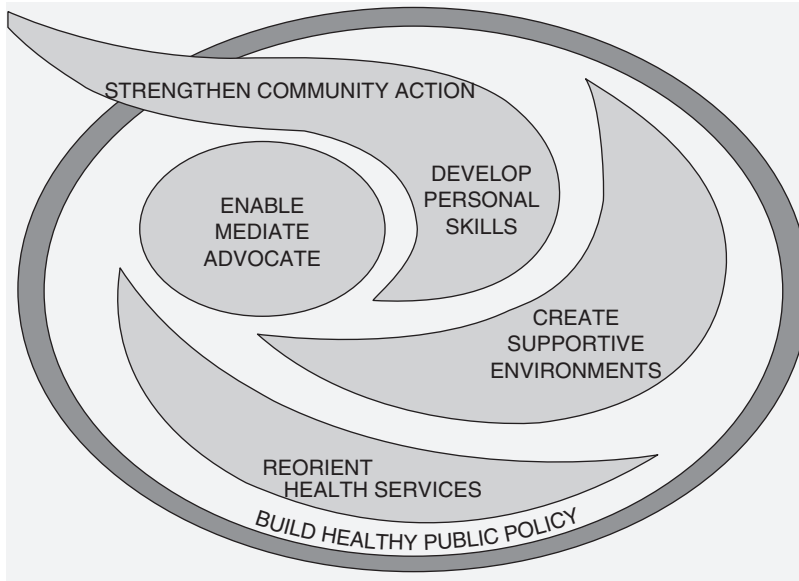 STRENGTHEN COMMUNITY ACTION
DEVELOP
PERSONAL
SKILLS
ENABLE
MEDIATE
ADVOCATE
CREATE
SUPPORTIVE
ENVIRONMENTS
REORIENT
HEALTH SERVICES
BUILD HEALTHY PUBLIC POLICY